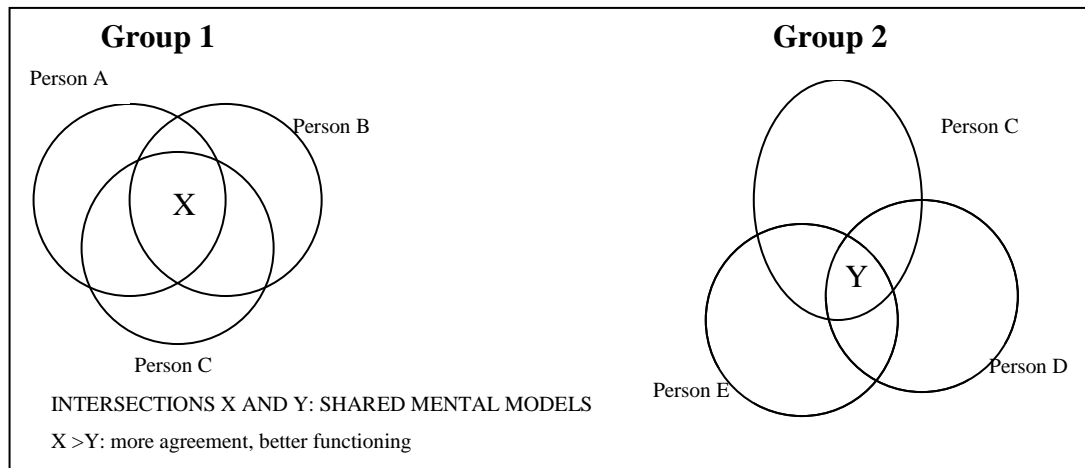 Group 1
Person A
Person B
X
Person C
Group 2
Person C
Y
Person D
Person E
INTERSECTIONS X AND Y: SHARED MENTAL MODELS
X >Y: more agreement, better functioning